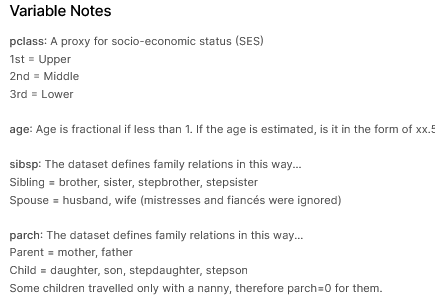 Variable Notes
pclass: A proxy for socio-economic status (SES)
1st = Upper
2nd = Middle
3rd = Lower
age: Age is fractional if less than 1. If the age is estimated, is it in the form of xx.5
sibsp: The dataset defines family relations in this way...
Sibling = brother, sister, stepbrother, stepsister
Spouse = husband, wife (mistresses and fiancés were ignored)
parch: The dataset defines family relations in this way...
Parent = mother, father
Child = daughter, son, stepdaughter, stepson
Some children travelled only with a nanny, therefore parch=0 for them.